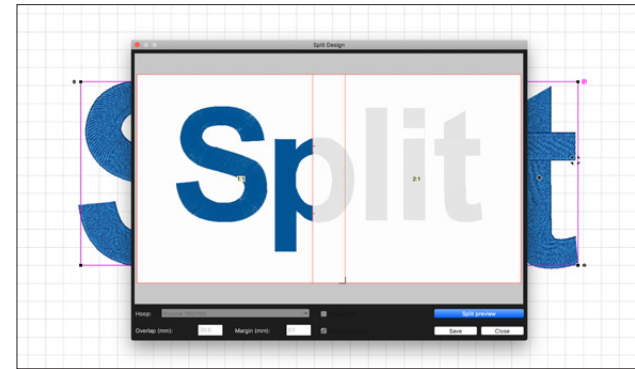 Split Design
Split
1:1
2:1
Hoop:
Split preview
Overlap (mm):
Margin (mm):
Save
Close